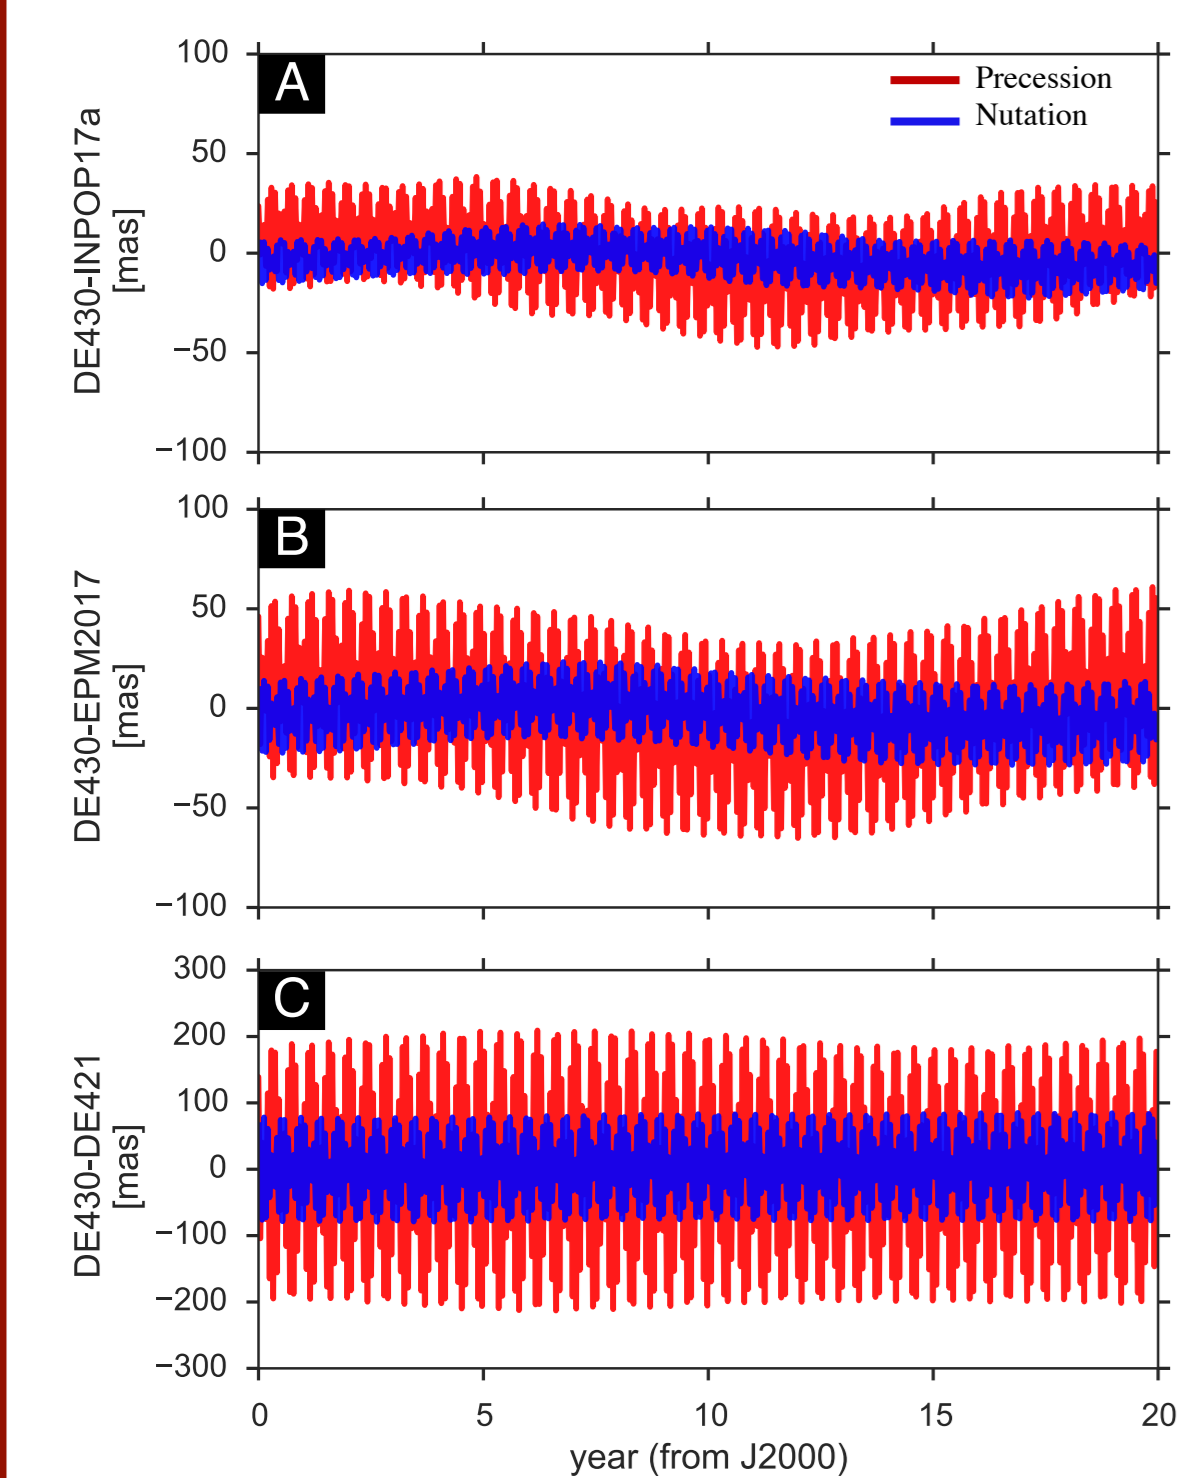 A
Precession
Nutation
100
50
0
−50
−100
DE430-INPOP17a
[mas]
B
100
50
0
−50
−100
DE430-EPM2017
[mas]
C
300
200
100
0
−100
−200
−300
DE430-DE421
[mas]
0 5 10 15 20
year (from J2000)